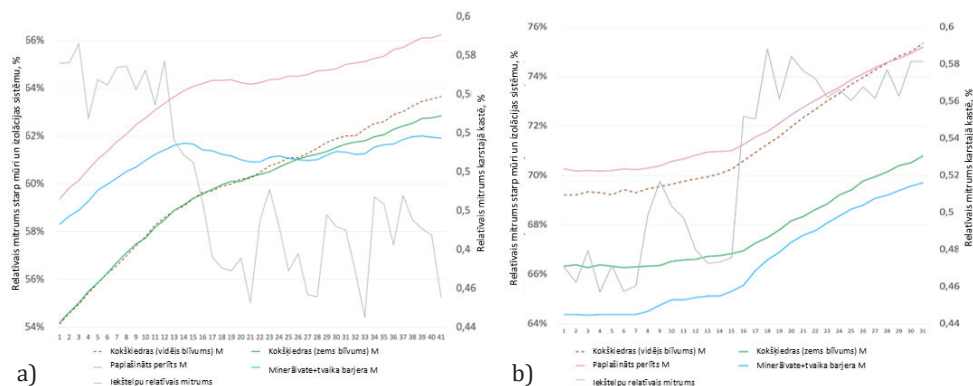 Relatīvais mitrums starp mūri un izolācijas sistēmu, %
66%
64%
62%
60%
58%
56%
54%
0,6
0,58
0,5
0,5
0,5
0,5
0,4
0,46
0,44
Relatīvais mitrums karstajā kastē, %
1 2 3 4 5 6 7 8 9 10 11 12 13 14 15 16 17 18 19 20 21 22 23 24 25 26 27 28 29 30 31 32 33 34 35 36 37 38 39 40 41
Kokšķiedras (vidējs blīvums) M
Kokšķiedras (zems blīvums) M
Paplašināts perlīts M
Minerālvate+tvaika barjera M
Iekštelpu relatīvais mitrums
a)
Relatīvais mitrums starp mūri un izolācijas sistēmu, %
76%
74%
72%
70%
68%
66%
64%
0,6
0,58
0,56
0,54
0,52
0,5
0,48
0,46
0,44
Relatīvais mitrums karstajā kastē, %
1 2 3 4 5 6 7 8 9 10 11 12 13 14 15 16 17 18 19 20 21 22 23 24 25 26 27 28 29 30 31
Kokšķiedras (vidējs blīvums) M
Kokšķiedras (zems blīvums) M
Paplašināts perlīts M
Minerālvate+tvaika barjera M
Iekštelpu relatīvais mitrums
b)